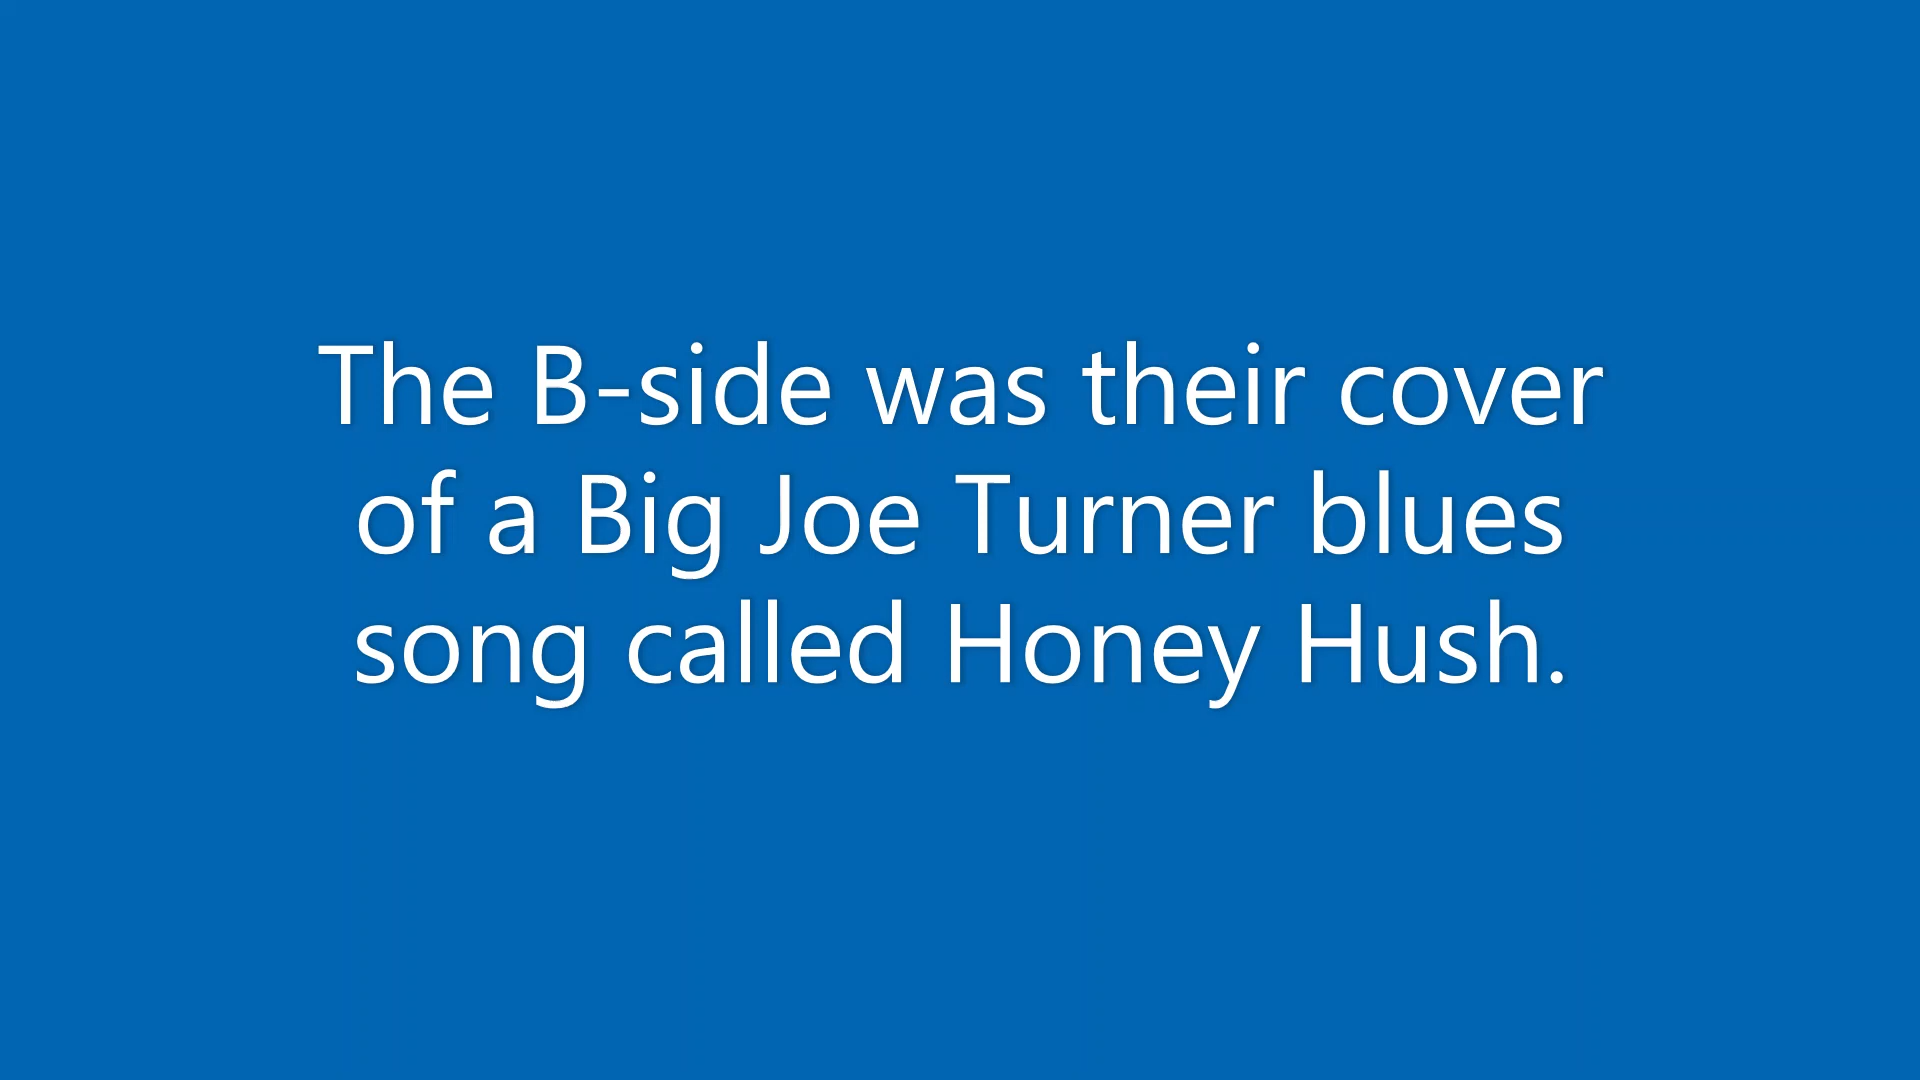 The B-side was their cover
of a Big Joe Turner blues
song called Honey Hush.